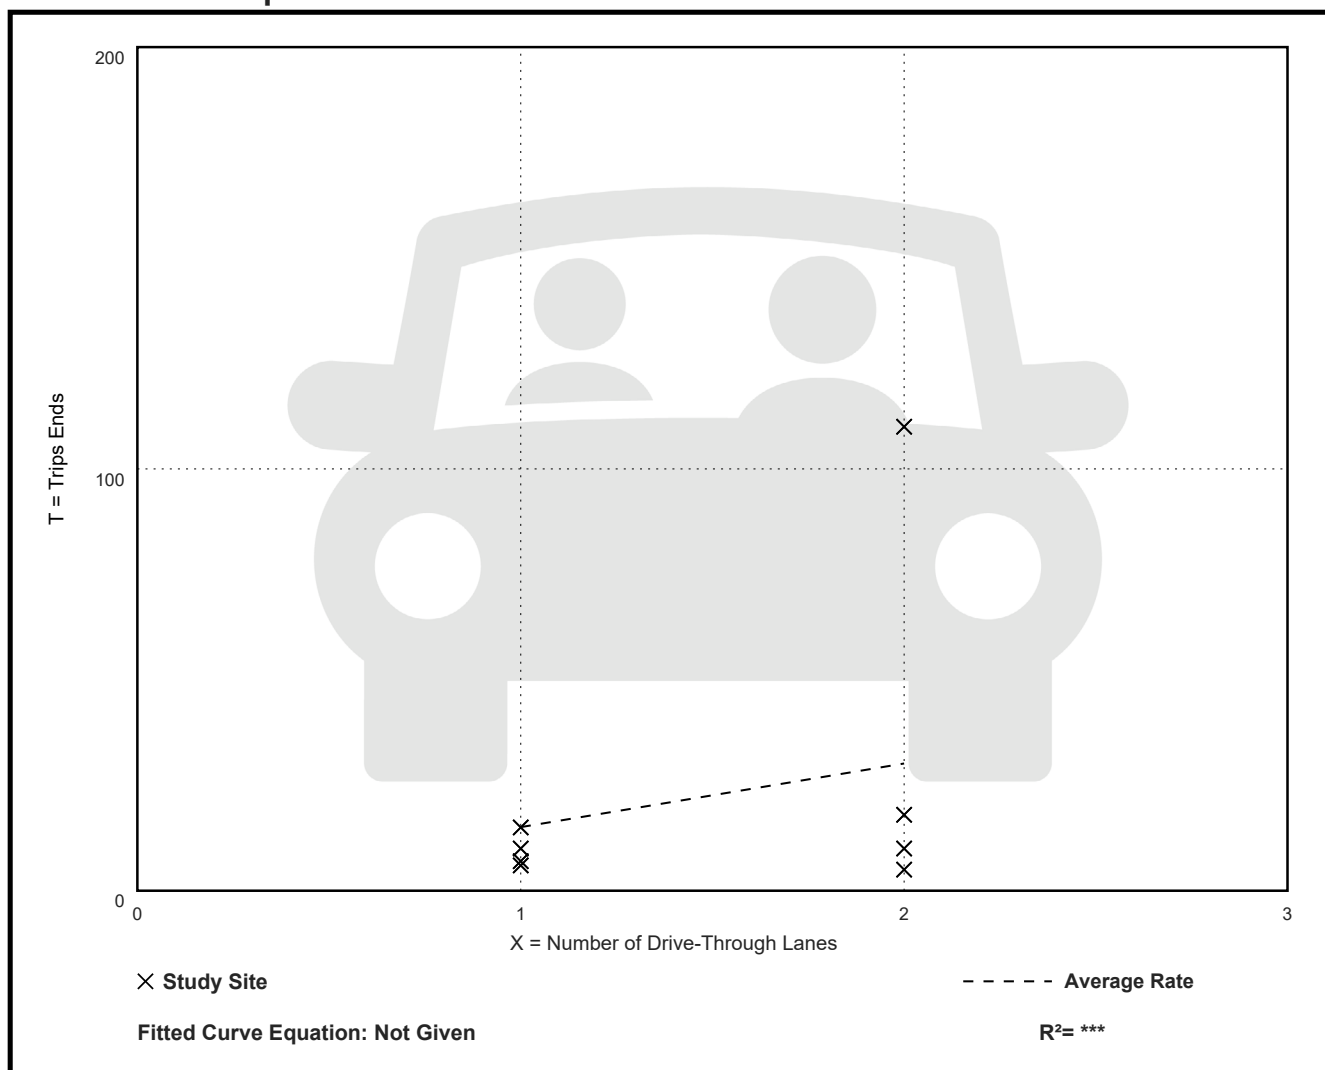 200
T = Trips Ends
100
0
0 1 2 3
X = Number of Drive-Through Lanes
Study Site
Average Rate
Fitted Curve Equation: Not Given
R²= ***